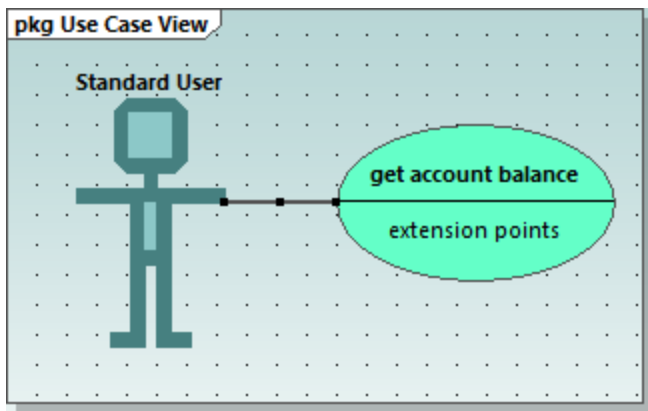 pkg Use Case View
Standard User
get account balance
extension points